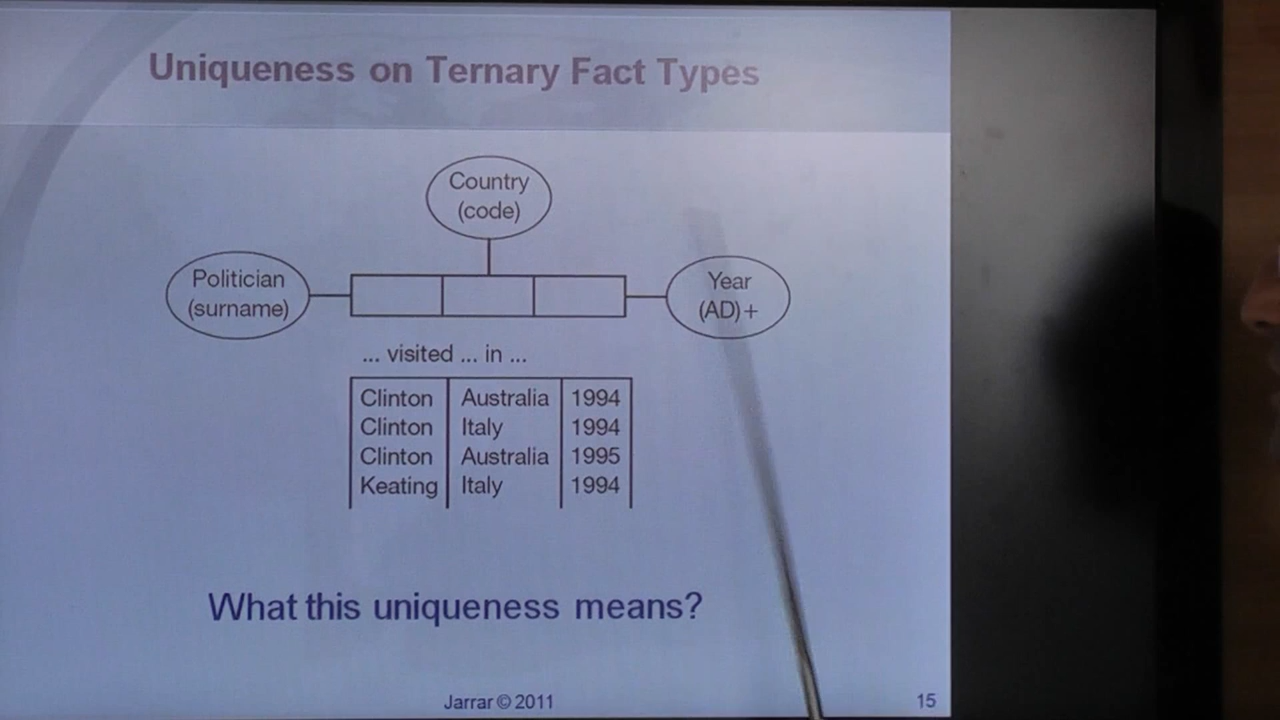 Uniqueness on Ternary Fact Types
Country
(code)
Politician
(surname)
Year
(AD)+
... visited ... in ...
Clinton Australia 1994
Clinton Italy 1994
Clinton Australia 1995
Keating Italy 1994
What this uniqueness means?
Jarrar © 2011
15